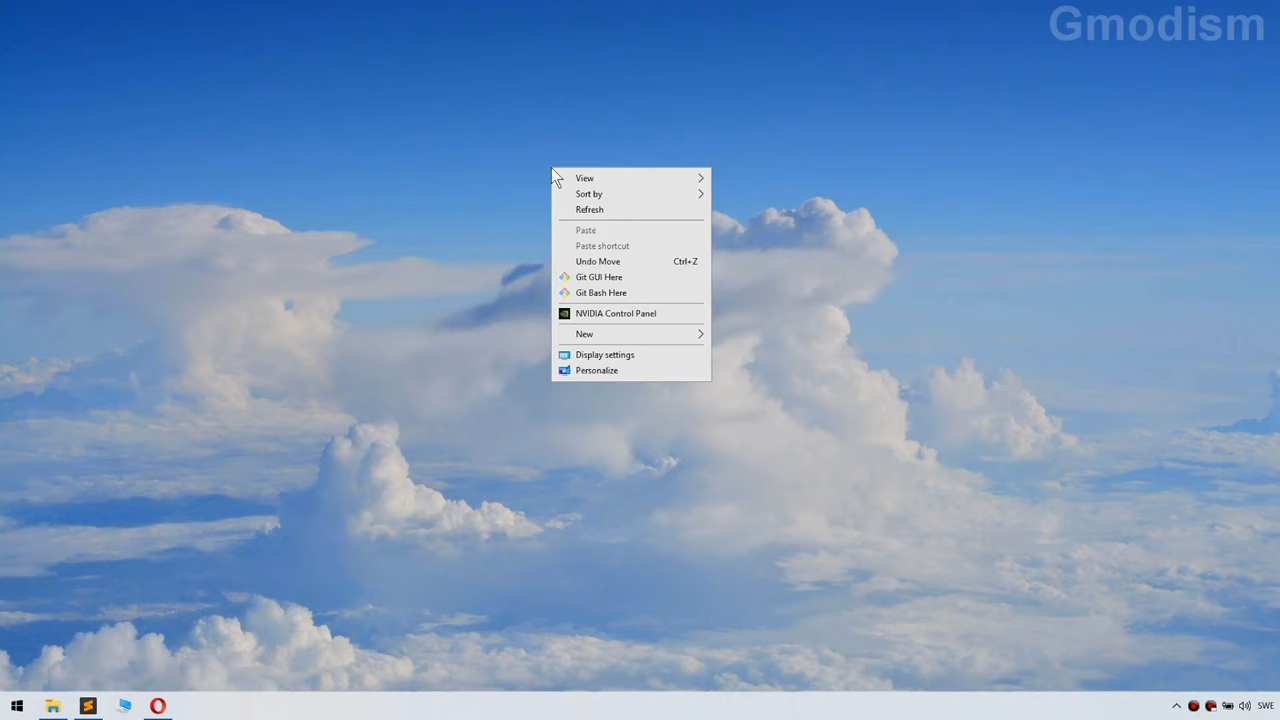 Gmodism
View
Sort by
Refresh
Paste
Paste shortcut
Undo Move Ctrl+Z
Git GUI Here
Git Bash Here
NVIDIA Control Panel
New
Display settings
Personalize
SWE